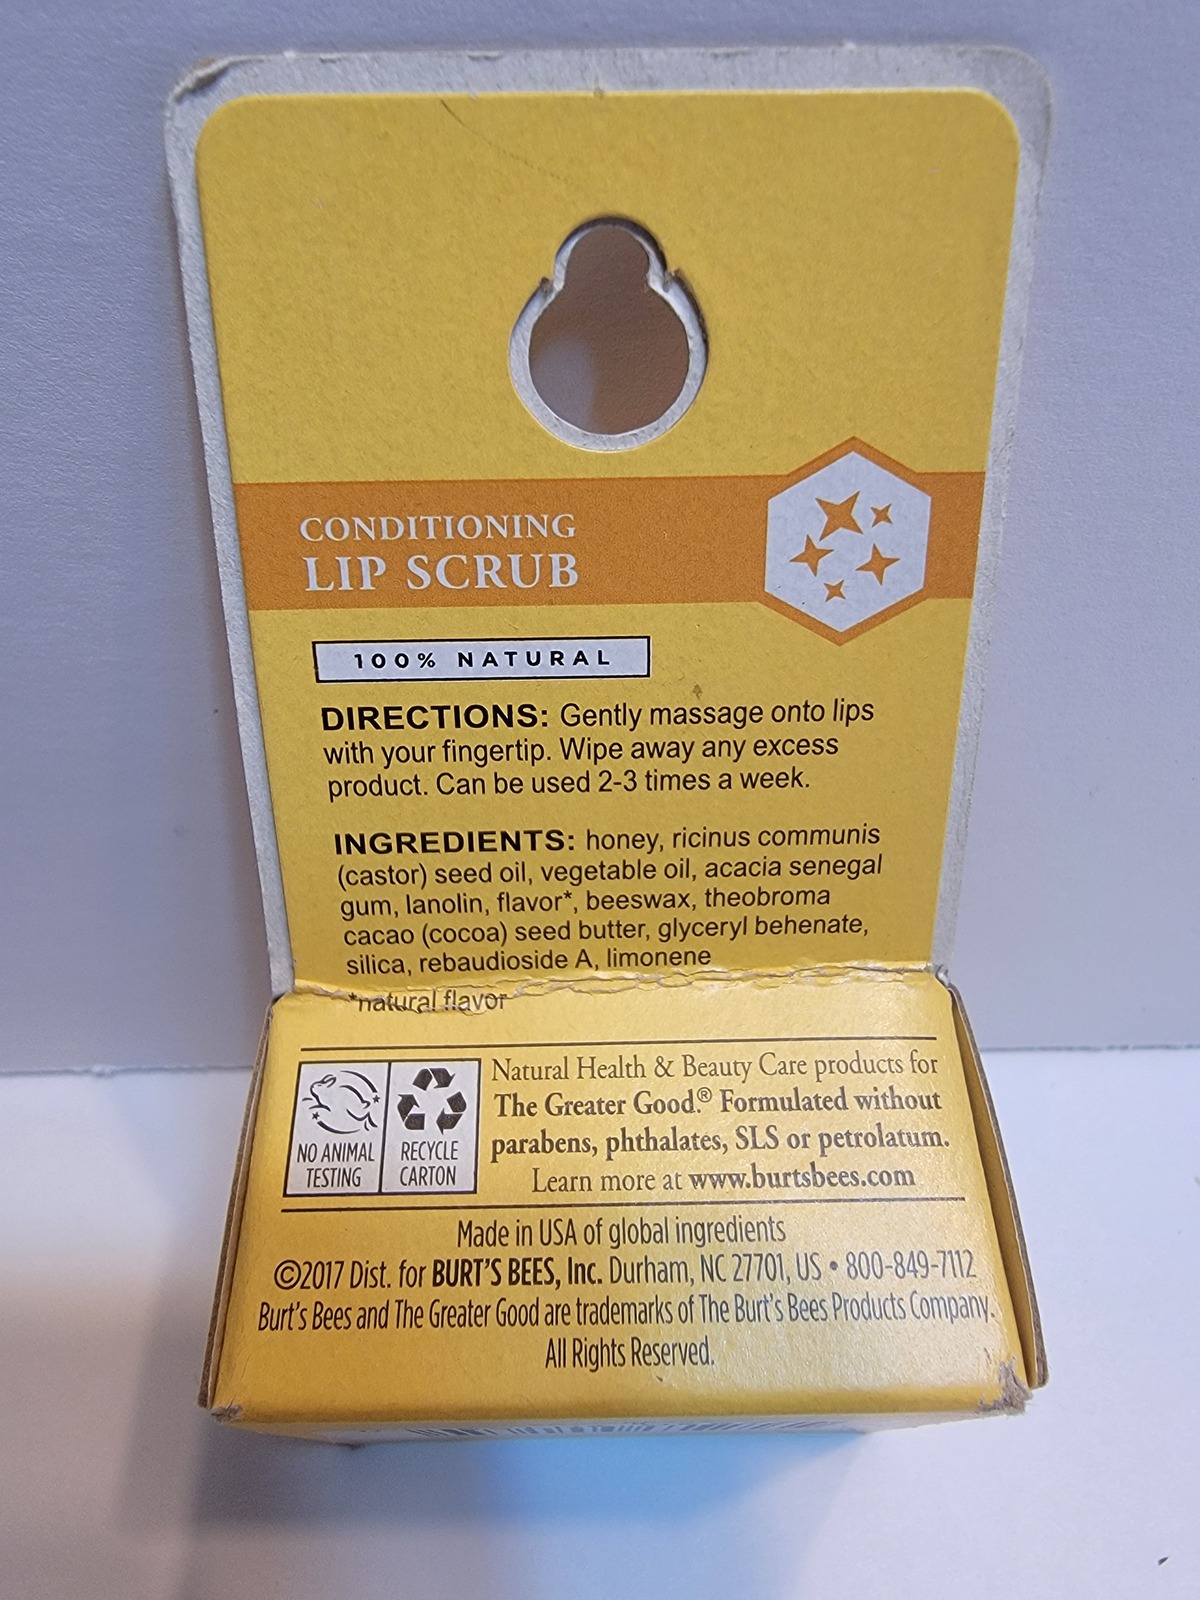 CONDITIONING
LIP SCRUB
100% NATURAL
DIRECTIONS: Gently massage onto lips
with your fingertip. Wipe away any excess
product. Can be used 2-3 times a week.
INGREDIENTS: honey, ricinus communis
(castor) seed oil, vegetable oil, acacia senegal
gum, lanolin, flavor*, beeswax, theobroma
cacao (cocoa) seed butter, glyceryl behenate,
silica, rebaudioside A, limonene
*natural flavor
NO ANIMAL
TESTING
RECYCLE
CARTON
Natural Health & Beauty Care products for
The Greater Good.® Formulated without
parabens, phthalates, SLS or petrolatum.
Learn more at www.burtsbees.com
Made in USA of global ingredients
©2017 Dist. for BURT'S BEES, Inc. Durham, NC 27701, US • 800-849-7112
Burt's Bees and The Greater Good are trademarks of The Burt's Bees Products Company.
All Rights Reserved.